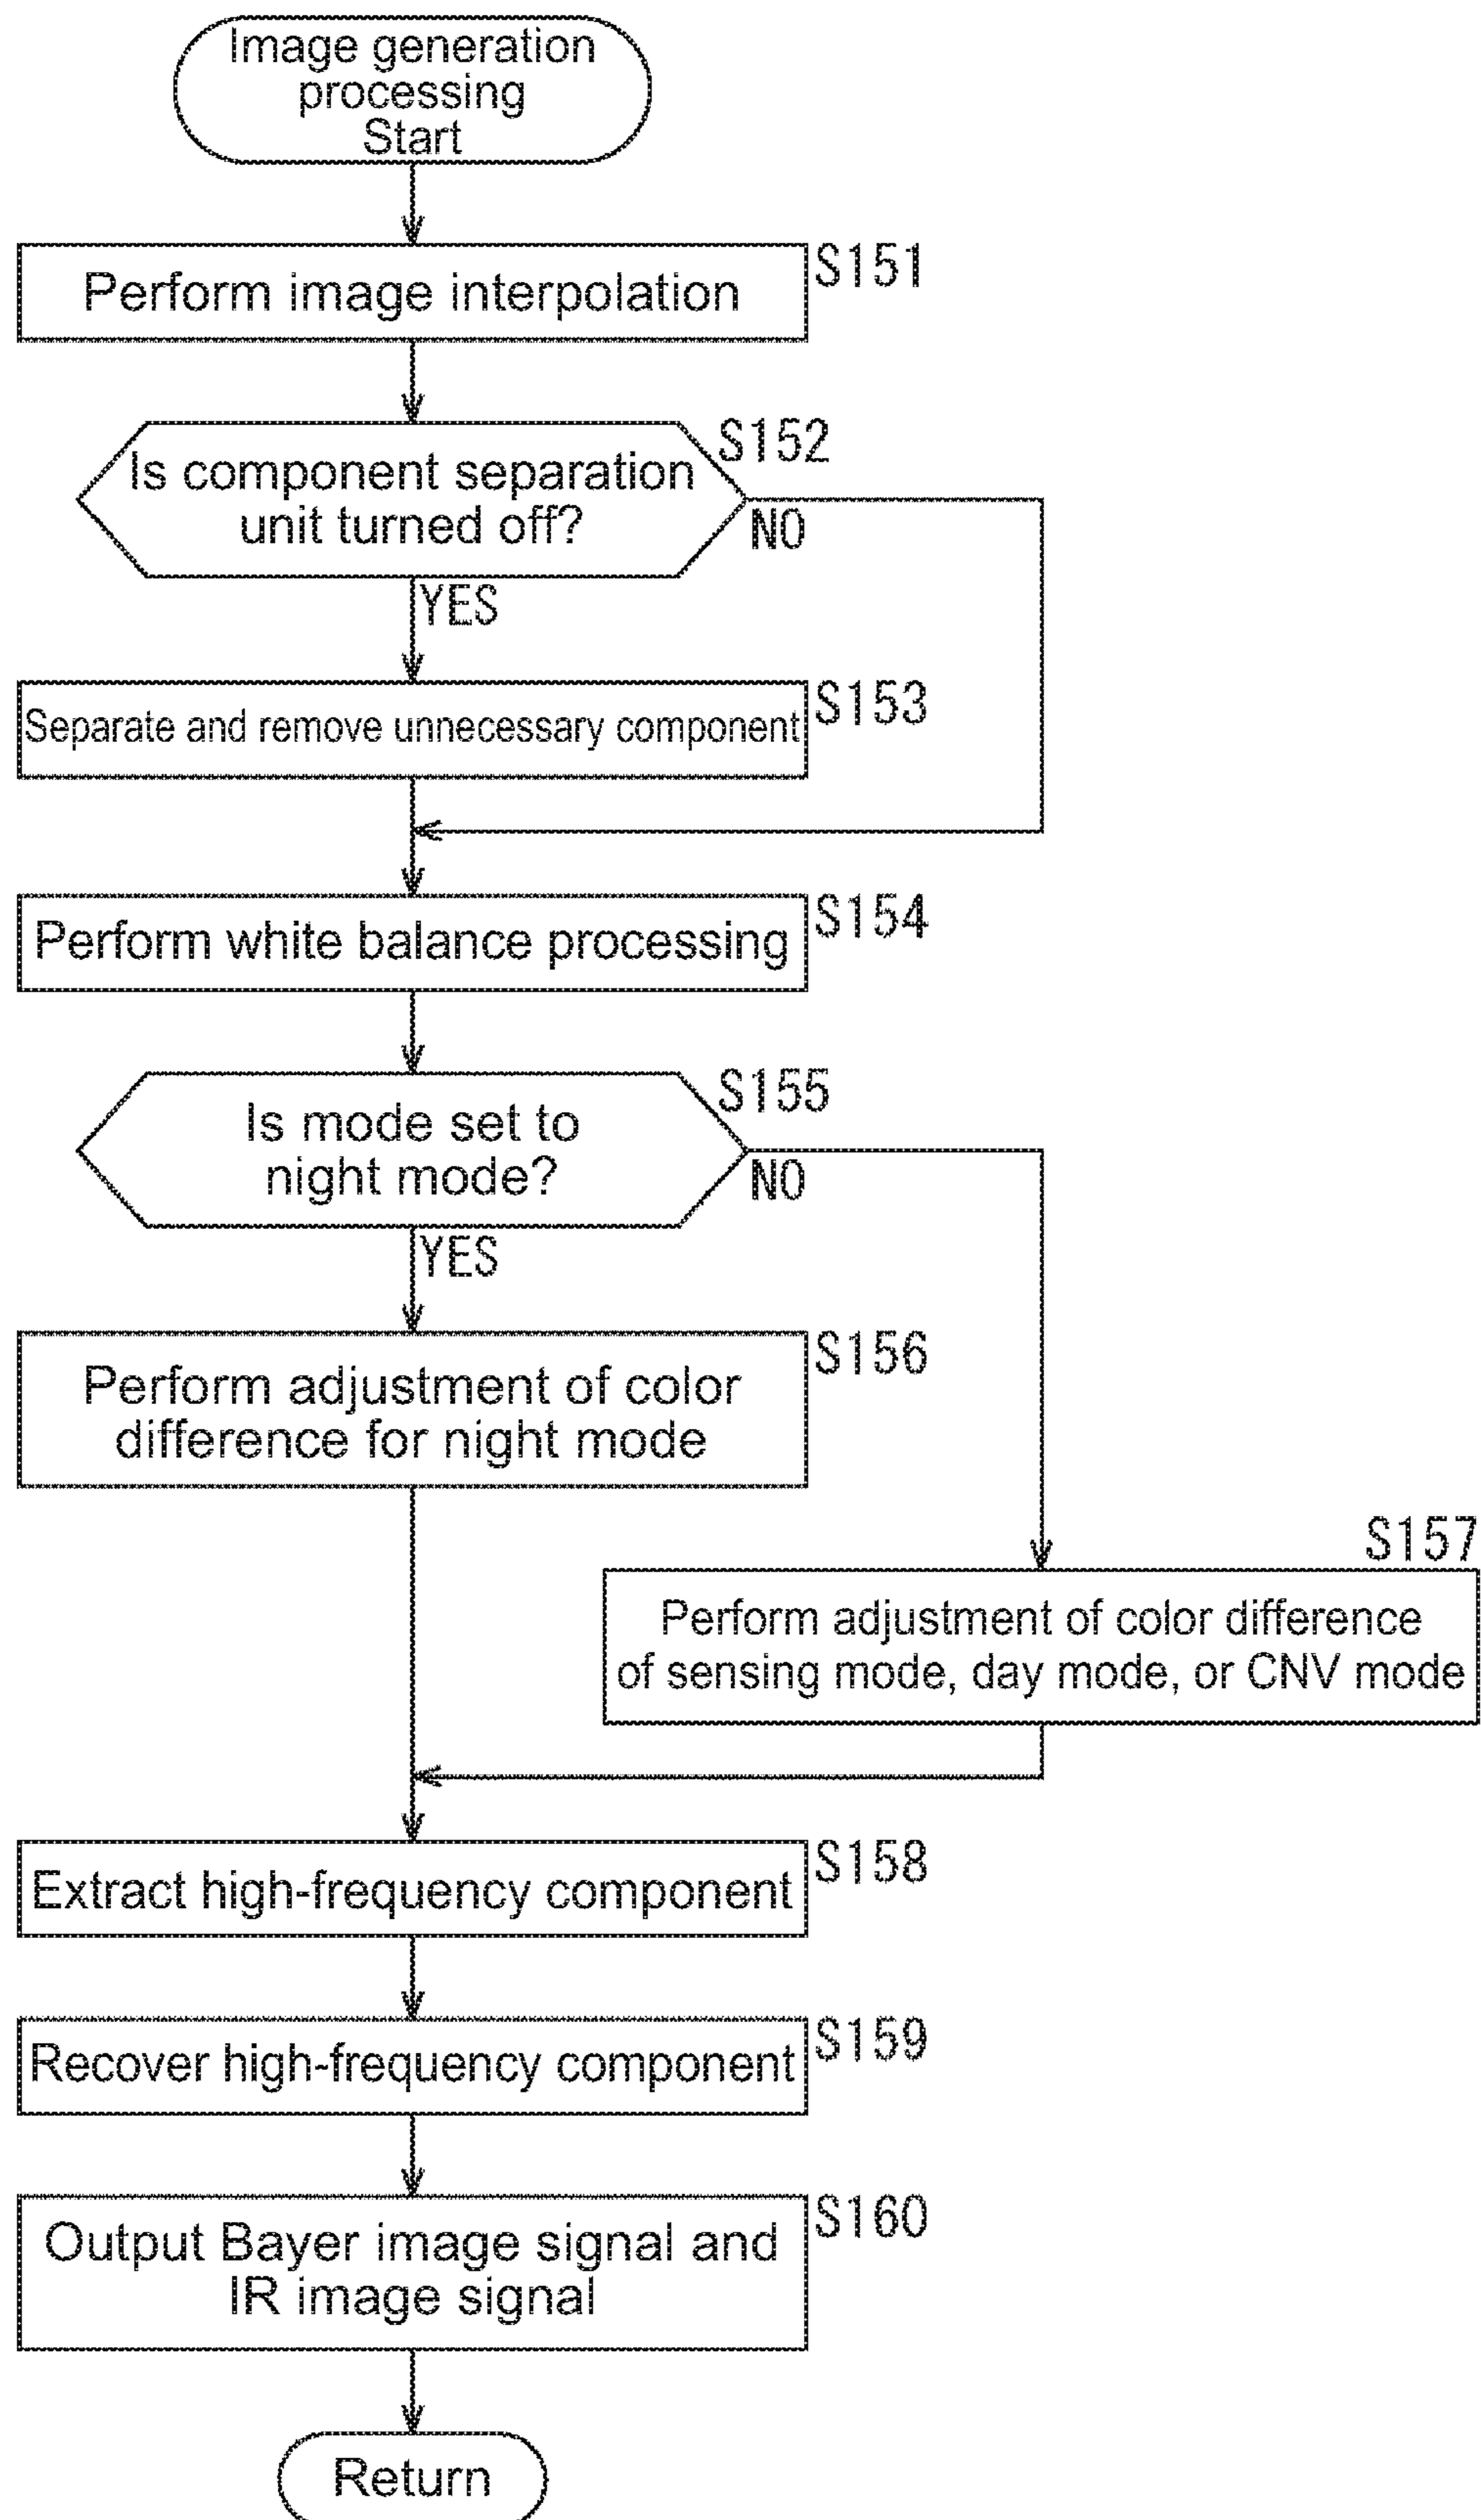 Image generation
processing
Start
Perform image interpolation
S151
Is component separation
unit turned off?
S152
NO
YES
Separate and remove unnecessary component
S153
Perform white balance processing
S154
Is mode set to
night mode?
S155
NO
YES
Perform adjustment of color
difference for night mode
S156
S157
Perform adjustment of color difference
of sensing mode, day mode, or CNV mode
Extract high-frequency component
S158
Recover high-frequency component
S159
Output Bayer image signal and
IR image signal
S160
Return